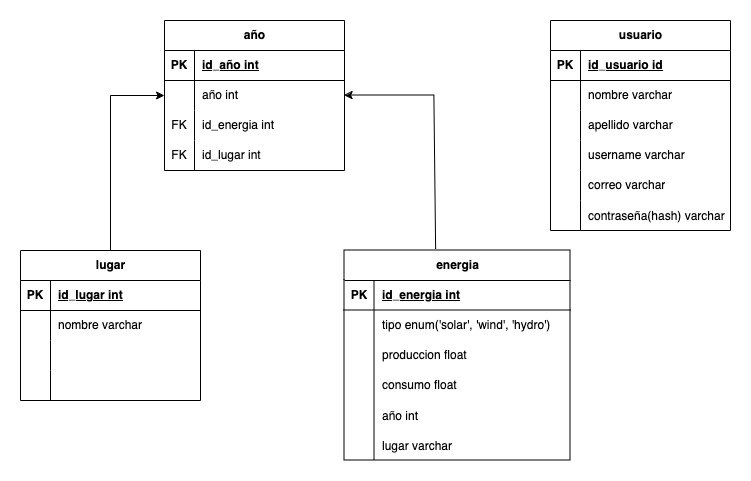 año
PK id_año int
año int
FK id_energia int
FK id_lugar int
usuario
PK id_usuario id
nombre varchar
apellido varchar
username varchar
correo varchar
contraseña(hash) varchar
lugar
PK id_lugar int
nombre varchar
energia
PK id_energia int
tipo enum('solar', 'wind', 'hydro')
produccion float
consumo float
año int
lugar varchar